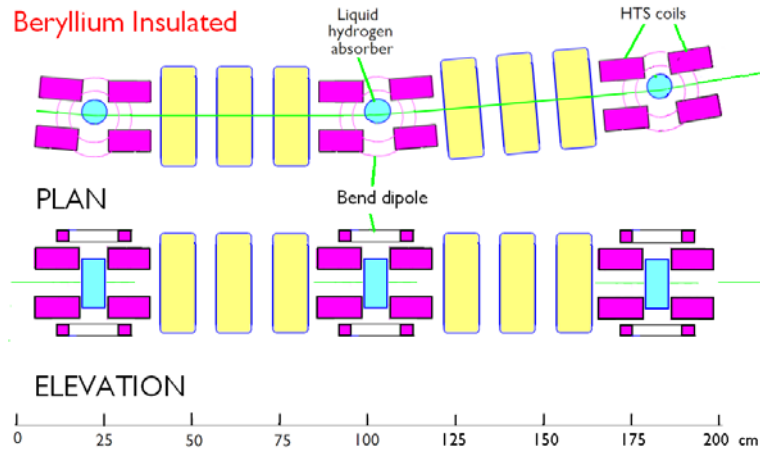 Beryllium Insulated
Liquid
hydrogen
absorber
HTS coils
PLAN
Bend dipole
ELEVATION
0 25 50 75 100 125 150 175 200 cm